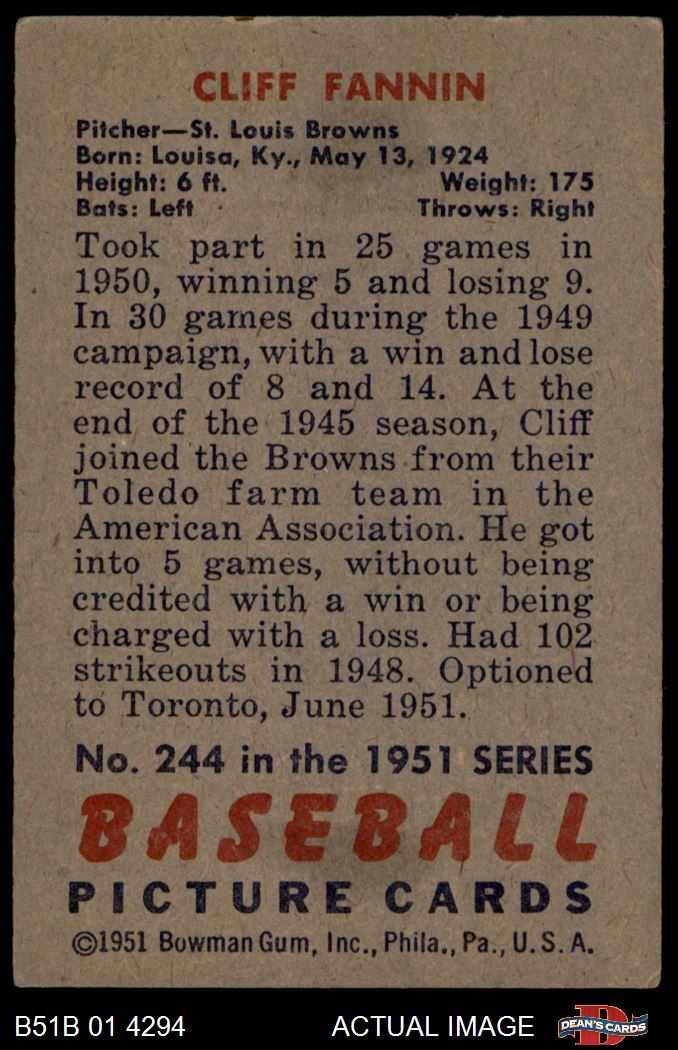 CLIFF FANNIN
Pitcher—St. Louis Browns
Born: Louisa, Ky., May 13, 1924
Height: 6 ft. Weight: 175
Bats: Left Throws: Right
Took part in 25 games in
1950, winning 5 and losing 9.
In 30 games during the 1949
campaign, with a win and lose
record of 8 and 14. At the
end of the 1945 season, Cliff
joined the Browns from their
Toledo farm team in the
American Association. He got
into 5 games, without being
credited with a win or being
charged with a loss. Had 102
strikeouts in 1948. Optioned
to Toronto, June 1951.
No. 244 in the 1951 SERIES
BASEBALL
PICTURE CARDS
©1951 Bowman Gum, Inc., Phila., Pa., U.S.A.
B51B 01 4294 ACTUAL IMAGE DEAN'S CARDS